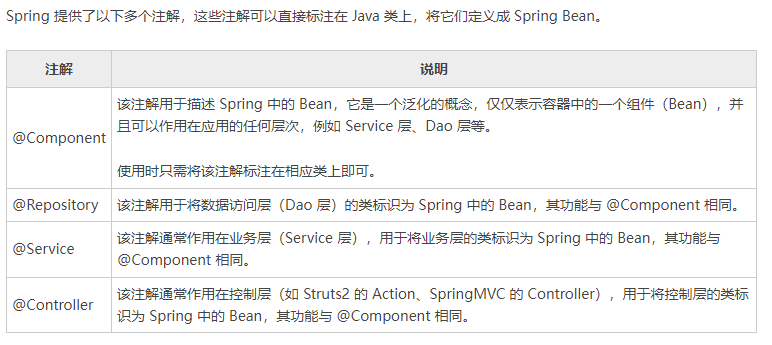 Spring 提供了以下多个注解，这些注解可以直接标注在 Java 类上，将它们定义成 Spring Bean。
注解 说明
@Component
该注解用于描述 Spring 中的 Bean，它是一个泛化的概念，仅仅表示容器中的一个组件（Bean），并
且可以作用在应用的任何层次，例如 Service 层、Dao 层等。
使用时只需将该注解标注在相应类上即可。
@Repository 该注解用于将数据访问层（Dao 层）的类标识为 Spring 中的 Bean，其功能与 @Component 相同。
@Service
该注解通常作用在业务层（Service 层），用于将业务层的类标识为 Spring 中的 Bean，其功能与
@Component 相同。
@Controller
该注解通常作用在控制层（如 Struts2 的 Action、SpringMVC 的 Controller），用于将控制层的类标
识为 Spring 中的 Bean，其功能与 @Component 相同。